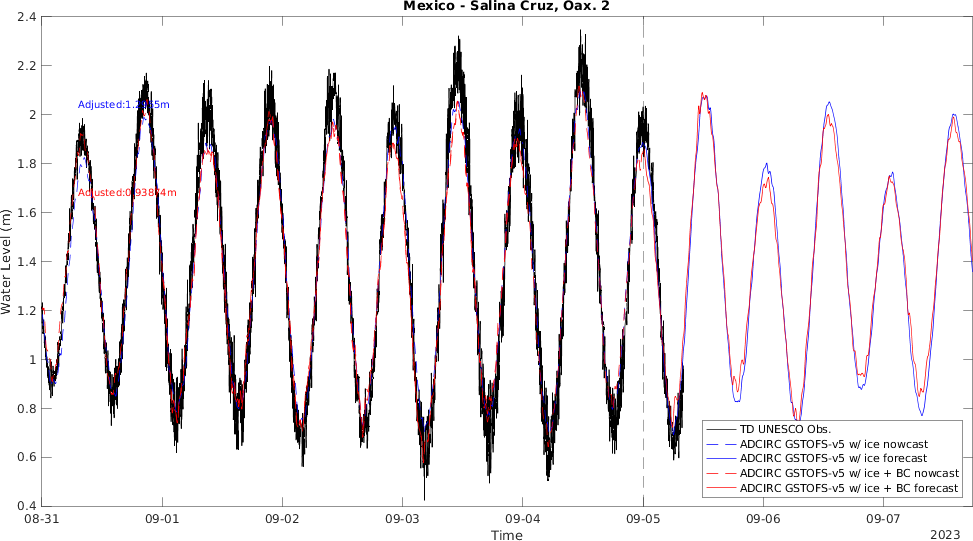 Mexico - Salina Cruz, Oax. 2
2.4
2.2
2
1.8
1.6
1.4
1.2
1
0.8
0.6
0.4
Water Level (m)
08-31
09-01
09-02
09-03
09-04
09-05
09-06
09-07
Time
2023
TD UNESCO Obs.
ADCIRC GSTOFS-v5 w/ ice nowcast
ADCIRC GSTOFS-v5 w/ ice forecast
ADCIRC GSTOFS-v5 w/ ice + BC nowcast
ADCIRC GSTOFS-v5 w/ ice + BC forecast